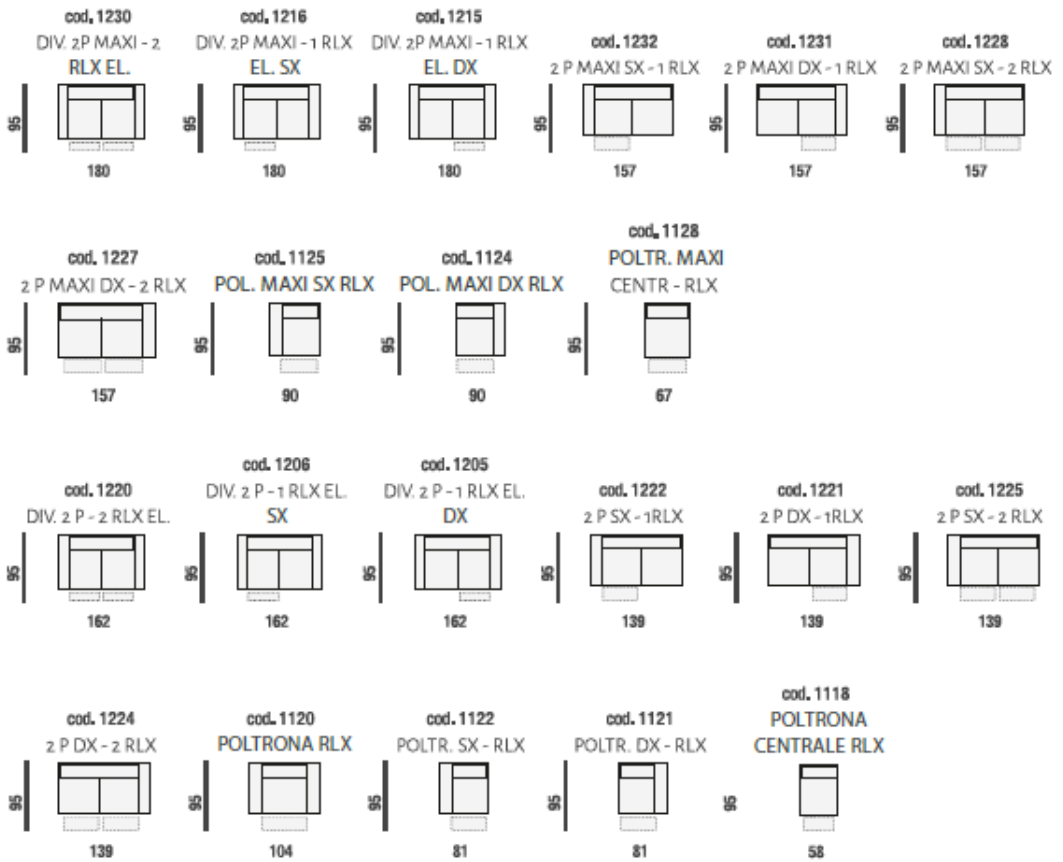 cod. 1230
DIV. 2P MAXI - 2
RLX EL.
95
180
cod. 1216
DIV. 2P MAXI - 1 RLX
EL. SX
95
180
cod. 1215
DIV. 2P MAXI - 1 RLX
EL. DX
95
180
cod. 1232
2 P MAXI SX - 1 RLX
95
157
cod. 1231
2 P MAXI DX - 1 RLX
95
157
cod. 1228
2 P MAXI SX - 2 RLX
95
157
cod. 1227
2 P MAXI DX - 2 RLX
95
157
cod. 1125
POL. MAXI SX RLX
95
90
cod. 1124
POL. MAXI DX RLX
95
90
cod. 1128
POLTR. MAXI
CENTR - RLX
95
67
cod. 1220
DIV. 2 P - 2 RLX EL.
95
162
cod. 1206
DIV. 2 P - 1 RLX EL.
SX
95
162
cod. 1205
DIV. 2 P - 1 RLX EL.
DX
95
162
cod. 1222
2 P SX - 1RLX
95
139
cod. 1221
2 P DX - 1RLX
95
139
cod. 1225
2 P SX - 2 RLX
95
139
cod. 1224
2 P DX - 2 RLX
95
139
cod. 1120
POLTRONA RLX
95
104
cod. 1122
POLTR. SX - RLX
95
81
cod. 1121
POLTR. DX - RLX
95
81
cod. 1118
POLTRONA
CENTRALE RLX
95
58